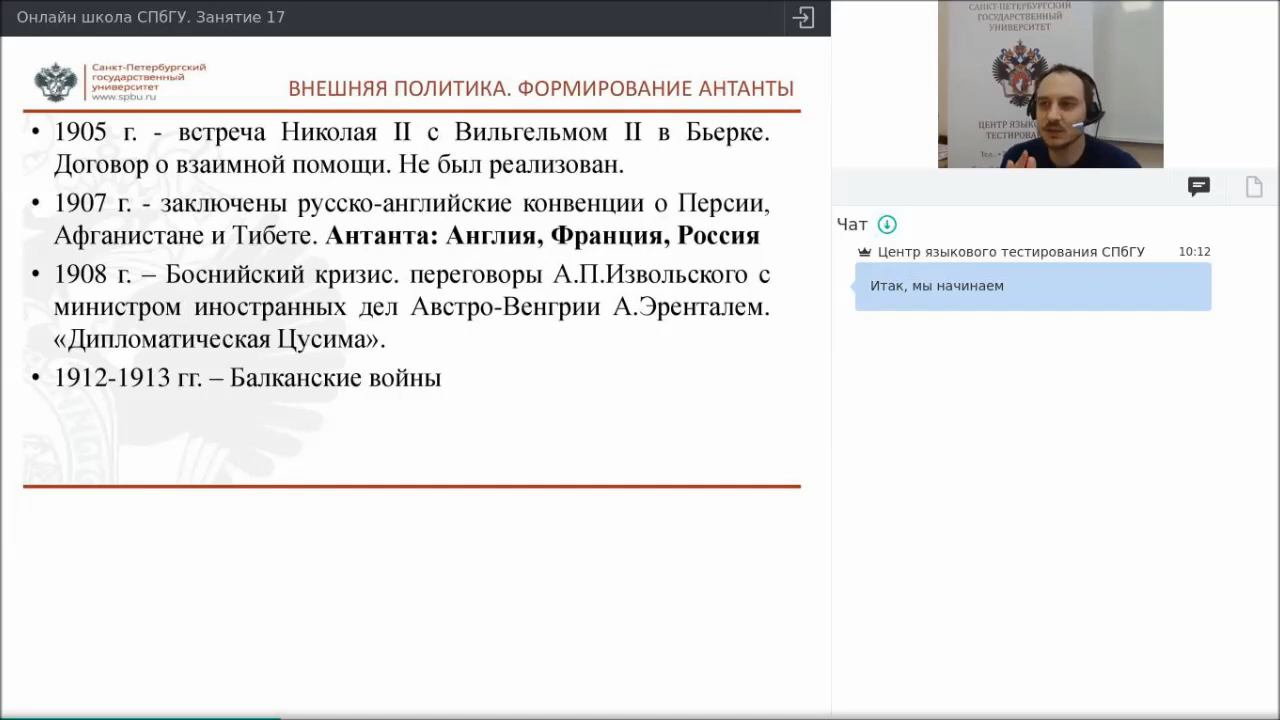 Онлайн школа СПбГУ. Занятие 17
Санкт-Петербургский
государственный
университет
www.spbu.ru
ВНЕШНЯЯ ПОЛИТИКА. ФОРМИРОВАНИЕ АНТАНТЫ
• 1905 г. - встреча Николая II с Вильгельмом II в Бьерке.
Договор о взаимной помощи. Не был реализован.
• 1907 г. - заключены русско-английские конвенции о Персии,
Афганистане и Тибете. Антанта: Англия, Франция, Россия
• 1908 г. – Боснийский кризис. переговоры А.П.Извольского с
министром иностранных дел Австро-Венгрии А.Эренталем.
«Дипломатическая Цусима».
• 1912-1913 гг. – Балканские войны
САНКТ-ПЕТЕРБУРГСКИЙ
ГОСУДАРСТВЕННЫЙ
УНИВЕРСИТЕТ
ЦЕНТР ЯЗЫКО
ТЕСТИРОВА
Тел.
Чат
Центр языкового тестирования СПбГУ 10:12
Итак, мы начинаем